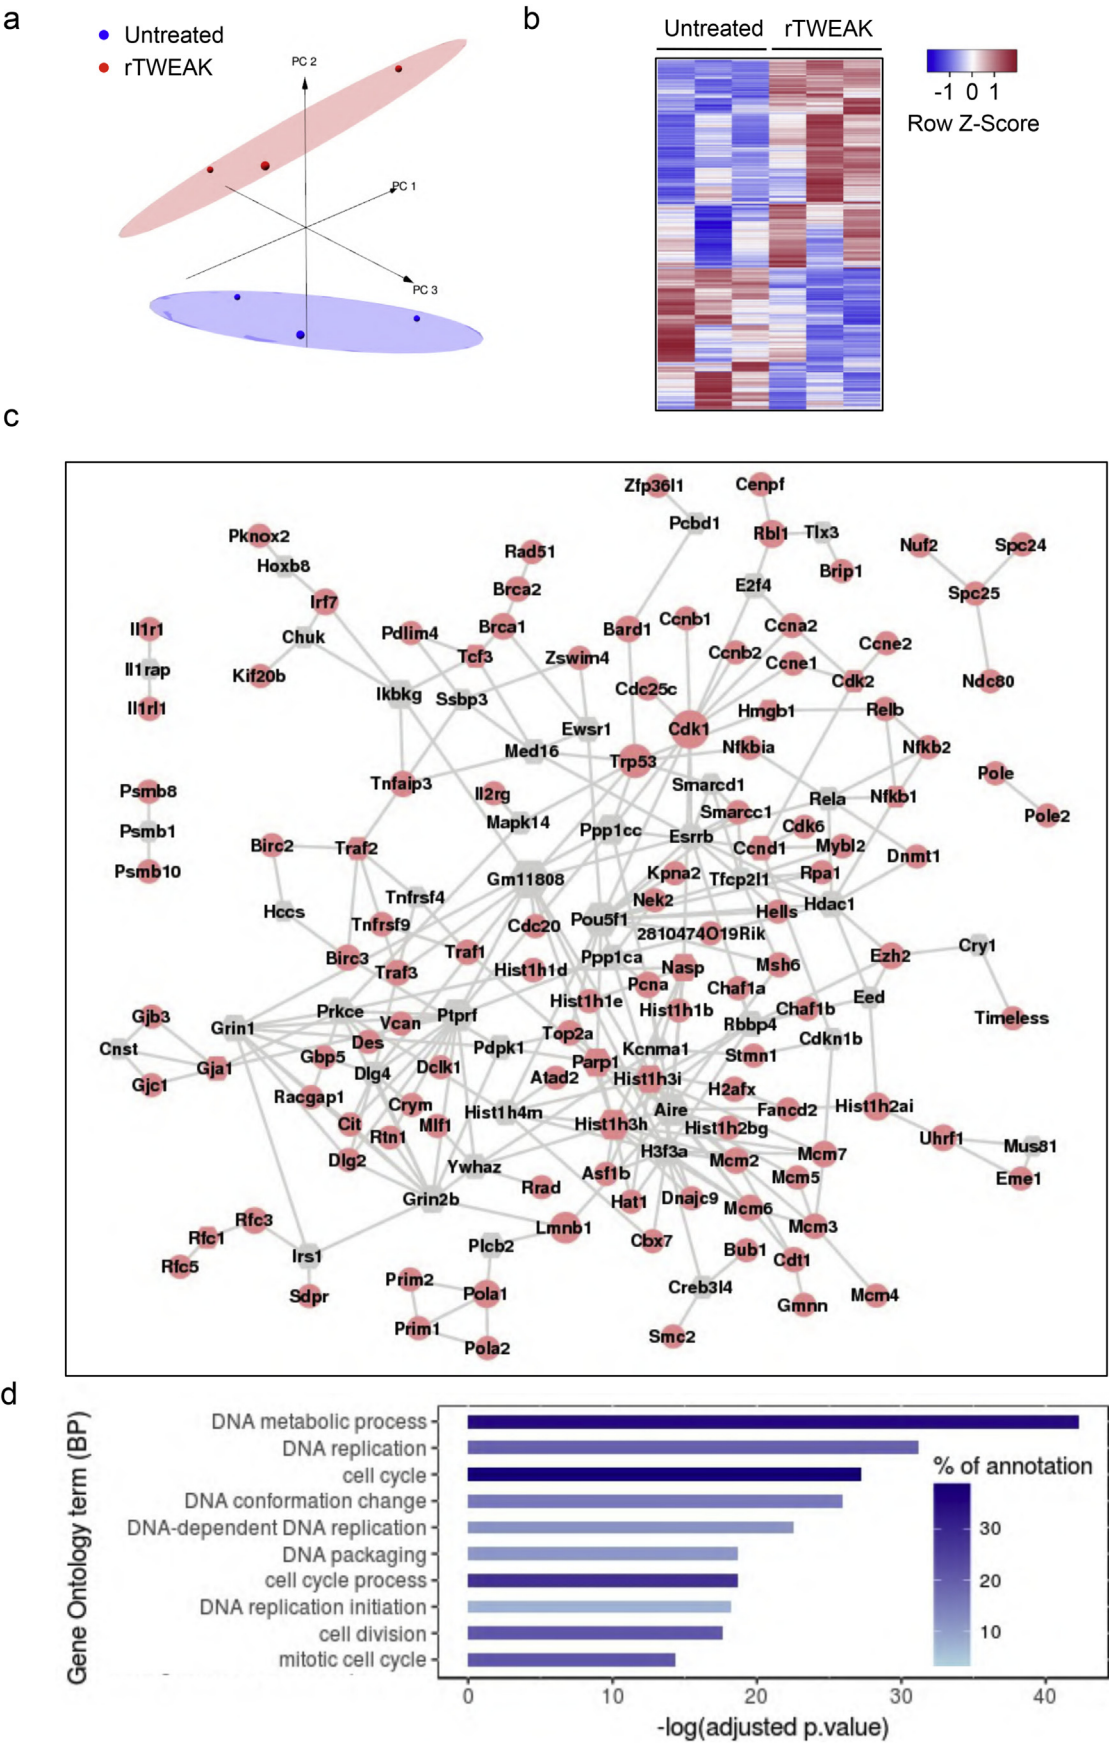 a
Untreated
rTWEAK
PC 2
PC 1
PC 3
b
Untreated rTWEAK
-1 0 1
Row Z-Score
c
Zfp36l1 Cenpf
Pcbd1 Rbl1 Tlx3
Pknox2 Rad51 Nuf2 Spc24
Hoxb8 Brip1
Brca2 E2f4 Spc25
Irf7
Il1r1 Chuk Pdlim4 Brca1 Bard1 Ccnb1 Ccna2
Tcf3 Zswim4 Ccnb2 Ccne1 Ccne2
Il1rap Kif20b Ikbkg Ssbp3 Cdc25c Cdk2 Ndc80
Il1rl1 Hmgb1 Relb
Ewsr1 Cdk1
Med16 Trp53 Nfkbia Nfkb2
Tnfaip3 Il2rg Smarcd1 Pole
Psmb8 Smarcc1 Rela Nfkb1
Psmb1 Mapk14 Ppp1cc Esrrb Cdk6 Pole2
Birc2 Traf2 Ccnd1 Mybl2 Dnmt1
Psmb10 Gm11808 Kpna2 Tfcp2l1 Rpa1
Tnfrsf4 Nek2 Hells Hdac1
Hccs Tnfrsf9 Cdc20 Pou5f1 2810474O19Rik
Birc3 Traf1 Ppp1ca Ezh2 Cry1
Traf3 Hist1h1d Nasp Msh6
Pcna Chaf1a Eed
Gjb3 Prkce Vcan Ptprf Hist1h1e Hist1h1b Chaf1b Timeless
Grin1 Des Top2a Rbbp4 Cdkn1b
Cnst Gbp5 Pdpk1 Kcnma1 Stmn1
Gja1 Dlg4 Dclk1 Parp1
Gjc1 Atad2 Hist1h3i H2afx
Racgap1 Crym Hist1h4m Aire Fancd2 Hist1h2ai
Cit Rtn1 Mlf1 Hist1h3h Hist1h2bg Uhrf1 Mus81
Dlg2 Ywhaz H3f3a Mcm2 Mcm7
Grin2b Rrad Asf1b Mcm5 Eme1
Hat1 Dnajc9 Mcm6
Rfc3 Lmnb1 Mcm3
Rfc1 Irs1 Plcb2 Cbx7 Bub1 Cdt1
Rfc5 Prim2 Creb3l4
Sdpr Pola1 Gmnn Mcm4
Prim1 Pola2 Smc2
d
Gene Ontology term (BP)
DNA metabolic process
DNA replication
cell cycle
DNA conformation change
DNA-dependent DNA replication
DNA packaging
cell cycle process
DNA replication initiation
cell division
mitotic cell cycle
% of annotation
30
20
10
0 10 20 30 40
-log(adjusted p.value)